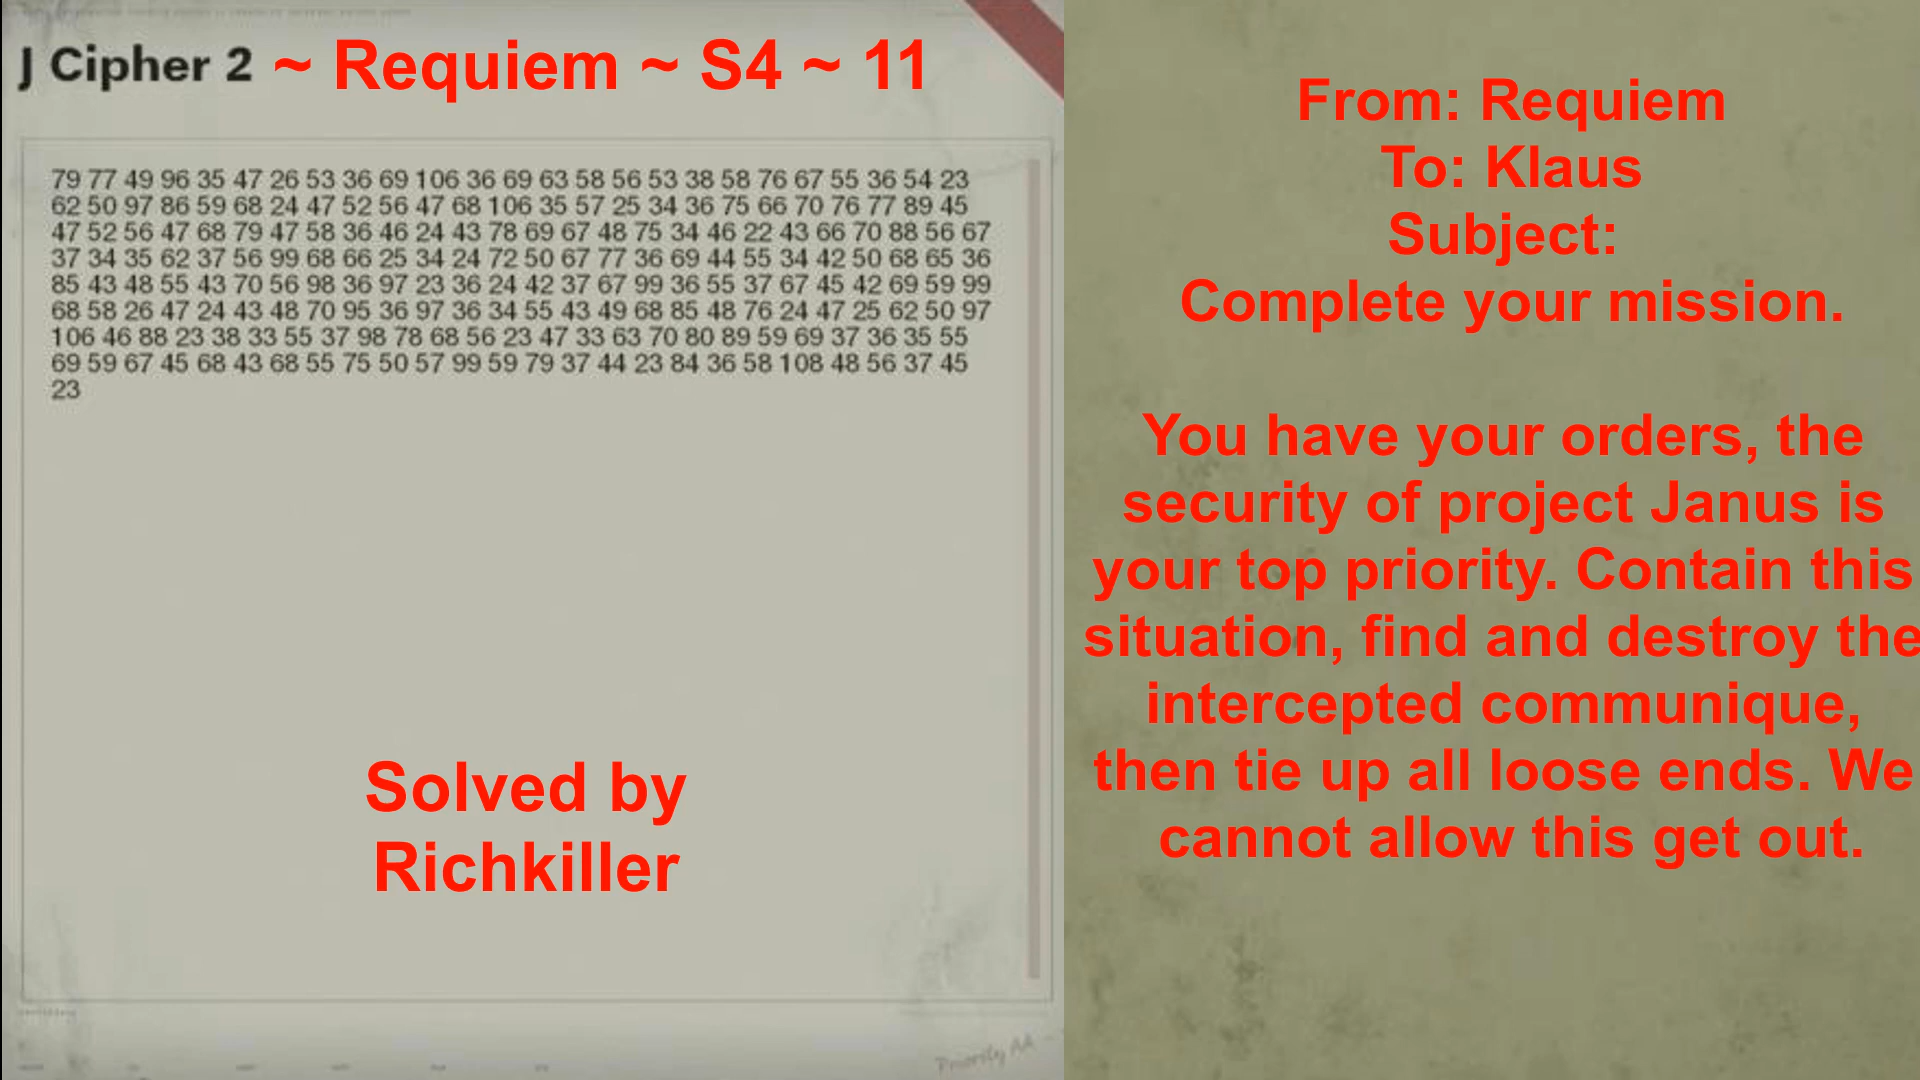 J Cipher 2 ~ Requiem ~ S4 ~ 11
79 77 49 96 35 47 26 53 36 69 106 36 69 63 58 56 53 38 58 76 67 55 36 54 23
62 50 97 86 59 68 24 47 52 56 47 68 106 35 57 25 34 36 75 66 70 76 77 89 45
47 52 56 47 68 79 47 58 36 46 24 43 78 69 67 48 75 34 46 22 43 66 70 88 56 67
37 34 35 62 37 56 99 68 66 25 34 24 72 50 67 77 36 69 44 55 34 42 50 68 65 36
85 43 48 55 43 70 56 98 36 97 23 36 24 42 37 67 99 36 55 37 67 45 42 69 59 99
68 58 26 47 24 43 48 70 95 36 97 36 34 55 43 49 68 85 48 76 24 47 25 62 50 97
106 46 88 23 38 33 55 37 98 78 68 56 23 47 33 63 70 80 89 59 69 37 36 35 55
69 59 67 45 68 43 68 55 75 50 57 99 59 79 37 44 23 84 36 58 108 48 56 37 45
23
Solved by
Richkiller
Priority AA
From: Requiem
To: Klaus
Subject:
Complete your mission.
You have your orders, the
security of project Janus is
your top priority. Contain this
situation, find and destroy the
intercepted communique,
then tie up all loose ends. We
cannot allow this get out.